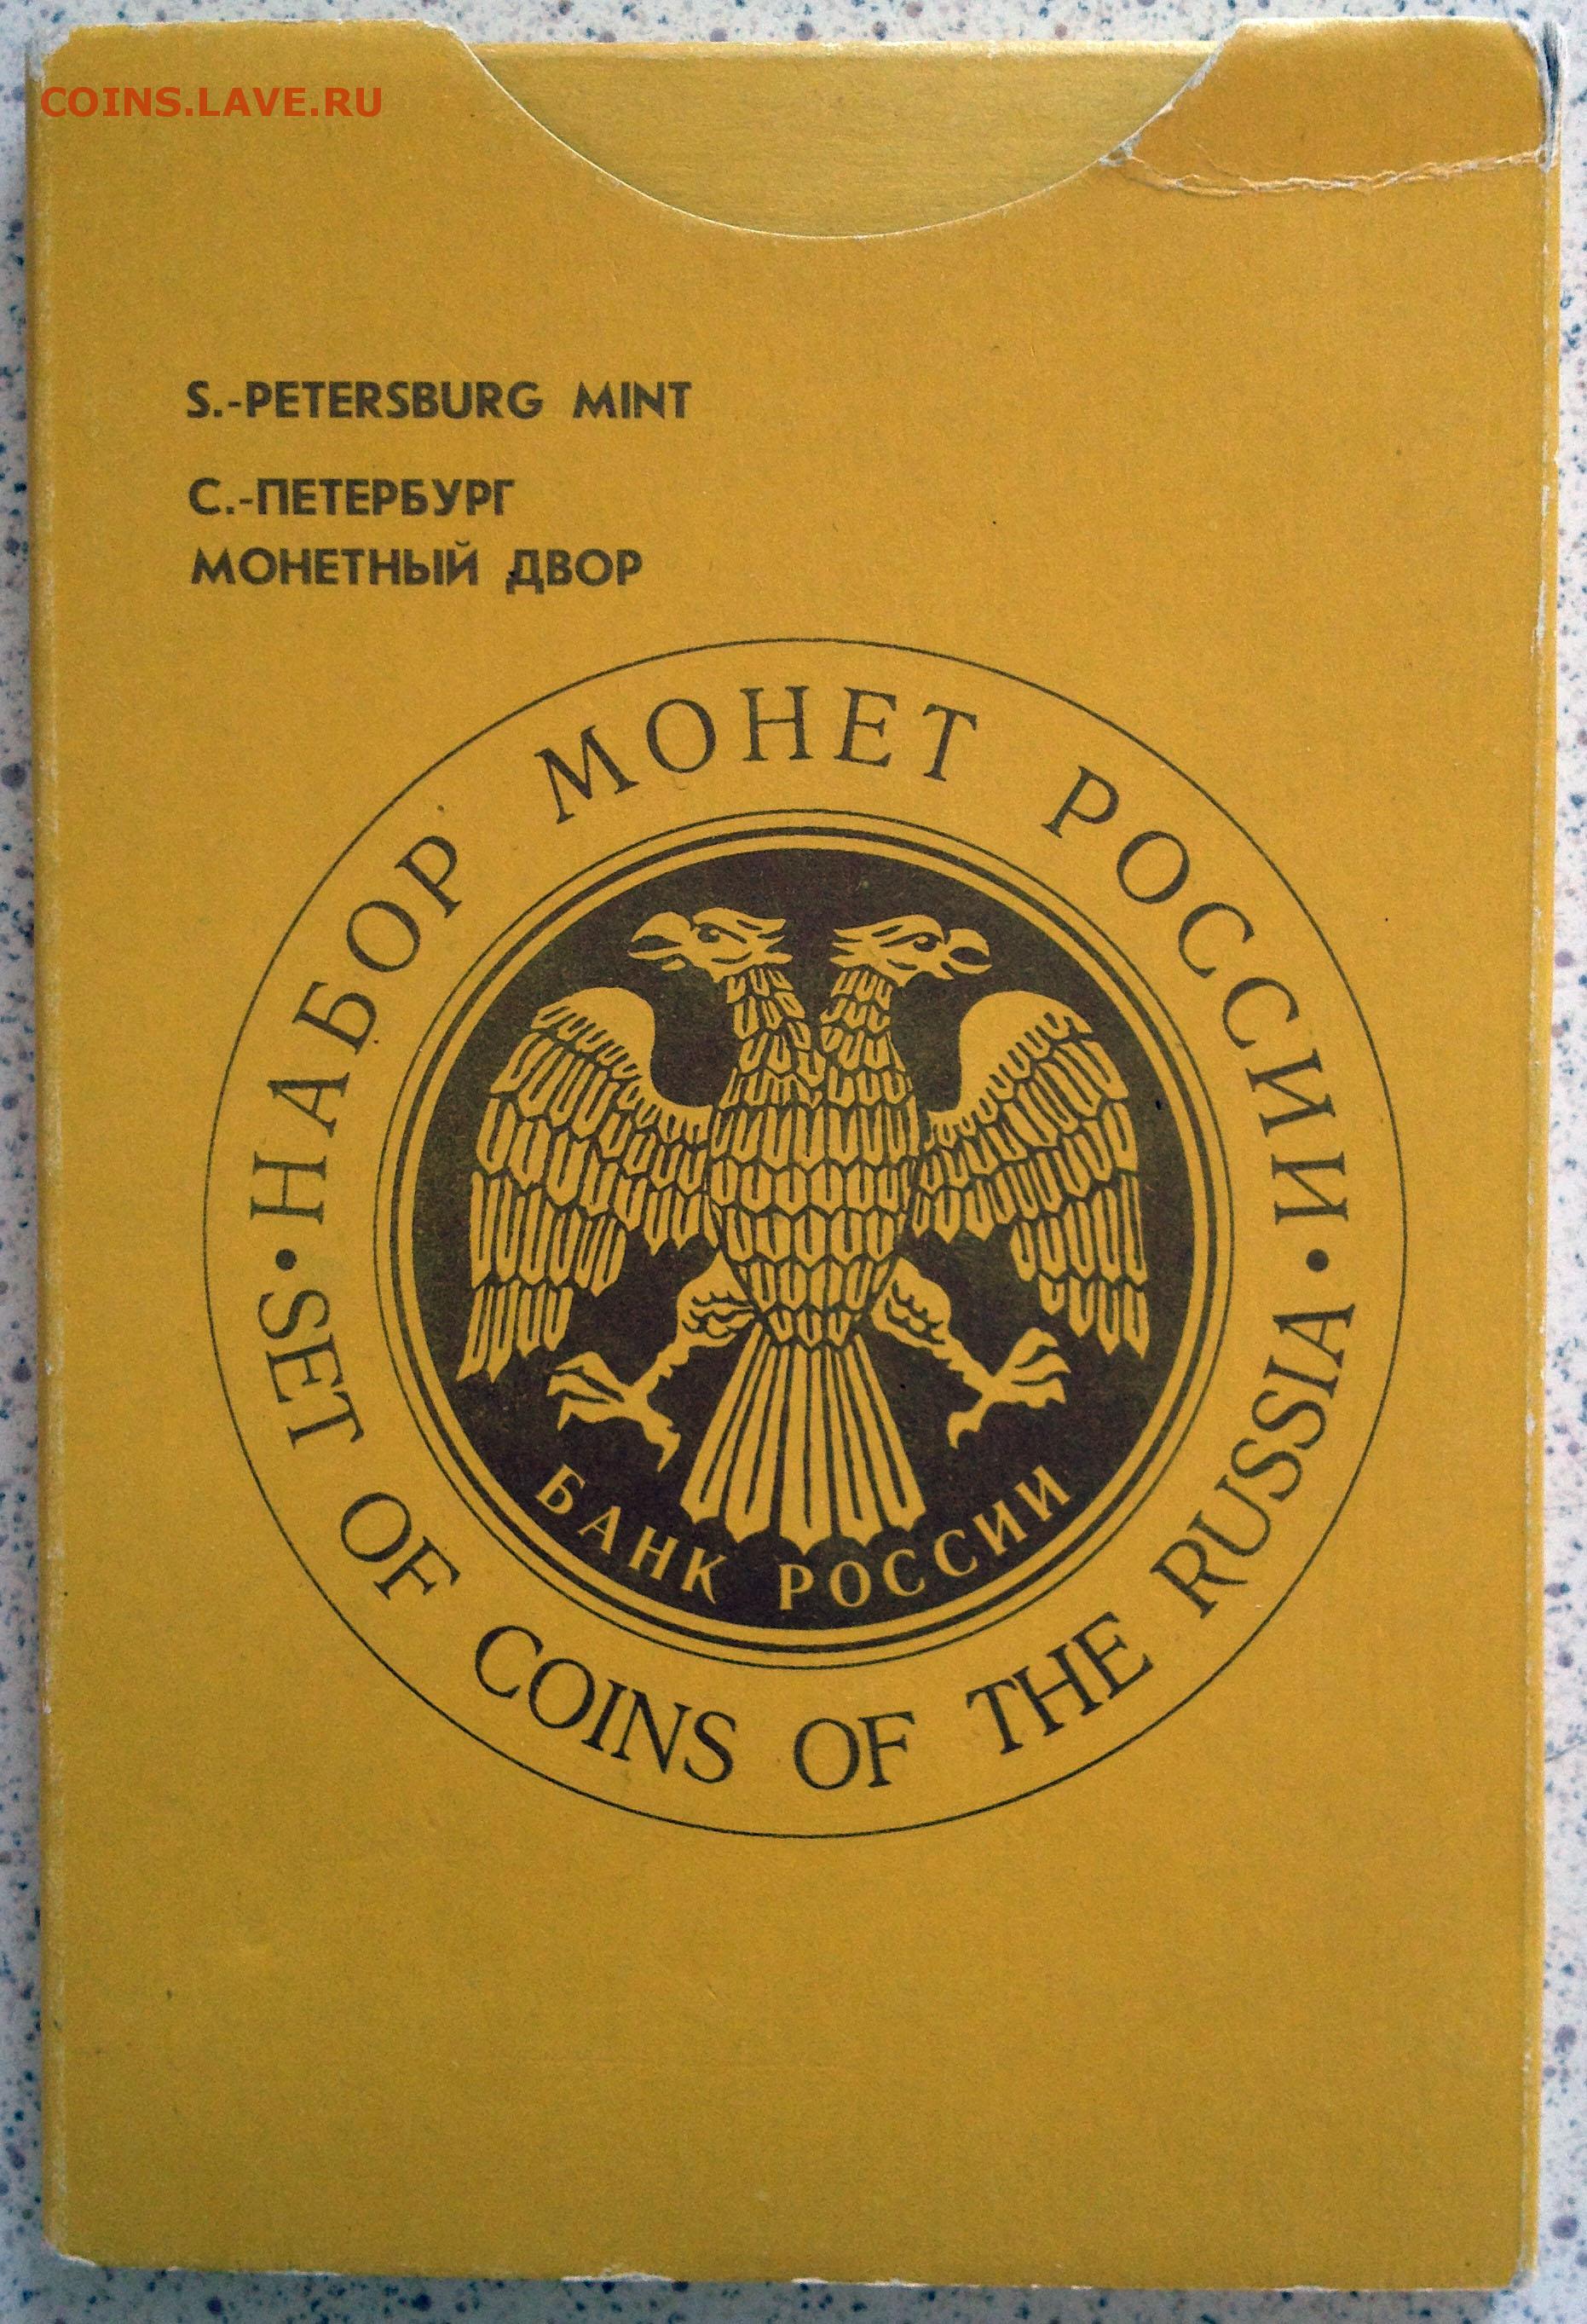 COINS.LAVE.RU
S.-PETERSBURG MINT
С.-ПЕТЕРБУРГ
МОНЕТНЫЙ ДВОР
•НАБОР МОНЕТ РОССИИ•
SET OF COINS OF THE RUSSIA
БАНК РОССИИ